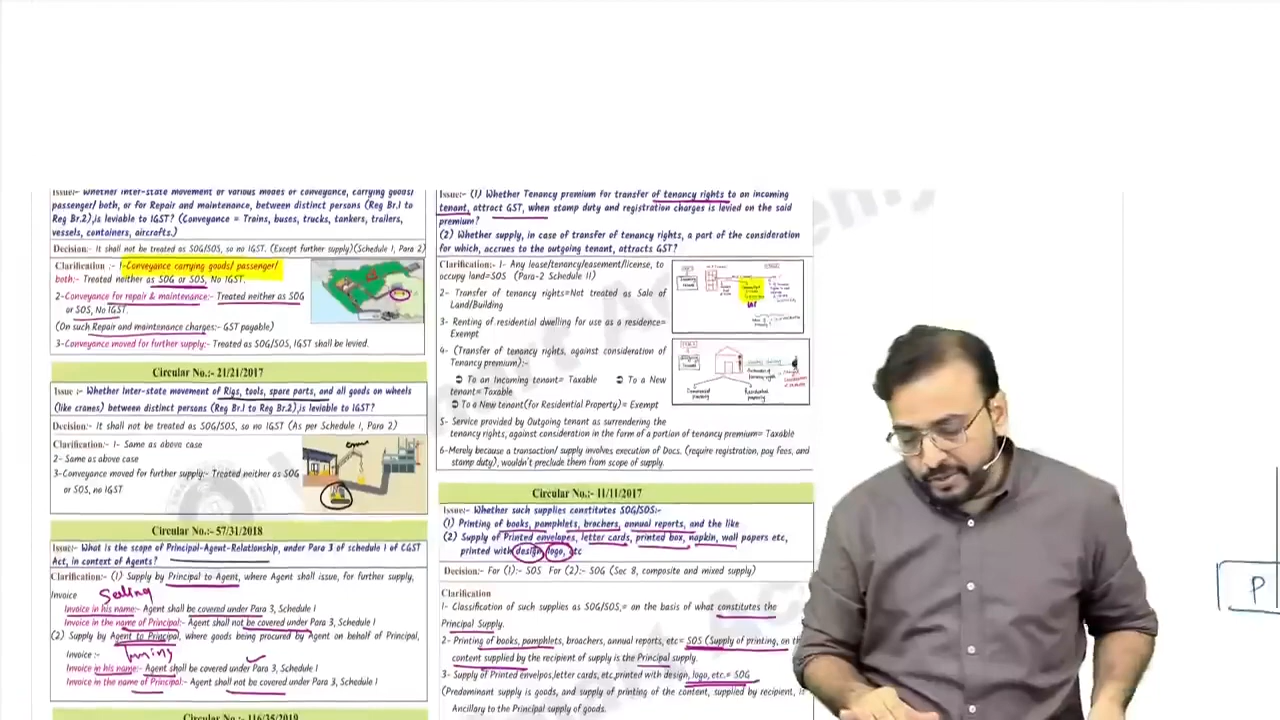 Issue:- Whether Inter-state movement of various modes of conveyance, carrying goods/
passenger/ both, or for Repair and maintenance, between distinct persons (Reg Br.1 to
Reg Br.2),is leviable to IGST? (Conveyance = Trains, buses, trucks, tankers, trailers,
vessels, containers, aircrafts.)
Decision:- It shall not be treated as SOG/SOS, so no IGST. (Except further supply)(Schedule I, Para 2)
Clarification :- 1-Conveyance carrying goods/ passenger/
both:- Treated neither as SOG or SOS, No IGST.
2-Conveyance for repair & maintenance:- Treated neither as SOG
or SOS, No IGST.
(On such Repair and maintenance charges:- GST payable)
3-Conveyance moved for further supply:- Treated as SOG/SOS, IGST shall be levied.
Circular No.:- 21/21/2017
Issue :- Whether Inter-state movement of Rigs, tools, spare parts, and all goods on wheels
(like cranes) between distinct persons (Reg Br.1 to Reg Br.2),is leviable to IGST?
Decision:- It shall not be treated as SOG/SOS, so no IGST (As per Schedule I, Para 2)
Clarification:- 1- Same as above case
2- Same as above case
3-Conveyance moved for further supply:- Treated neither as SOG
or SOS, no IGST
Circular No.:- 57/31/2018
Issue:- What is the scope of Principal-Agent-Relationship, under Para 3 of schedule 1 of CGST
Act, in context of Agents?
Clarification:- (1) Supply by Principal to Agent, where Agent shall issue, for further supply,
Invoice
Selling
Invoice in his name:- Agent shall be covered under Para 3, Schedule I
Invoice in the name of Principal:- Agent shall not be covered under Para 3, Schedule I
(2) Supply by Agent to Principal, where goods being procured by Agent on behalf of Principal,
Invoice :-
Invoice in his name:- Agent shall be covered under Para 3, Schedule I
Invoice in the name of Principal:- Agent shall not be covered under Para 3, Schedule I
Circular No.:- 116/35/2019
Issue:- (1) Whether Tenancy premium for transfer of tenancy rights to an incoming
tenant, attract GST, when stamp duty and registration charges is levied on the said
premium?
(2) Whether supply, in case of transfer of tenancy rights, a part of the consideration
for which, accrues to the outgoing tenant, attracts GST?
Clarification:- 1- Any lease/tenancy/easement/license, to
occupy land=SOS (Para-2 Schedule II)
2- Transfer of tenancy rights=Not treated as Sale of
Land/Building
3- Renting of residential dwelling for use as a residence=
Exempt
4- (Transfer of tenancy rights, against consideration of
Tenancy premium):-
➲ To an Incoming tenant= Taxable ➲ To a New
tenant= Taxable
➲ To a New tenant(for Residential Property)= Exempt
5- Service provided by Outgoing tenant as surrendering the
tenancy rights, against consideration in the form of a portion of tenancy premium= Taxable
6-Merely because a transaction/ supply involves execution of Docs. (require registration, pay fees, and
stamp duty), wouldn't preclude them from scope of supply.
Circular No.:- 11/11/2017
Issue:- Whether such supplies constitutes SOG/SOS:-
(1) Printing of books, pamphlets, brochers, annual reports, and the like
(2) Supply of Printed envelopes, letter cards, printed box, napkin, wall papers etc,
printed with design, logo, etc
Decision:- For (1):- SOS For (2):- SOG (Sec 8, composite and mixed supply)
Clarification
1- Classification of such supplies as SOG/SOS,= on the basis of what constitutes the
Principal Supply.
2- Printing of books, pamphlets, broachers, annual reports, etc= SOS (Supply of printing, on th
content supplied by the recipient of supply is the Principal supply.
3- Supply of Printed envelpos,letter cards, etc,printed with design, logo, etc.= SOG
(Predominant supply is goods, and supply of printing of the content, supplied by recipient, i
Ancillary to the Principal supply of goods.
P